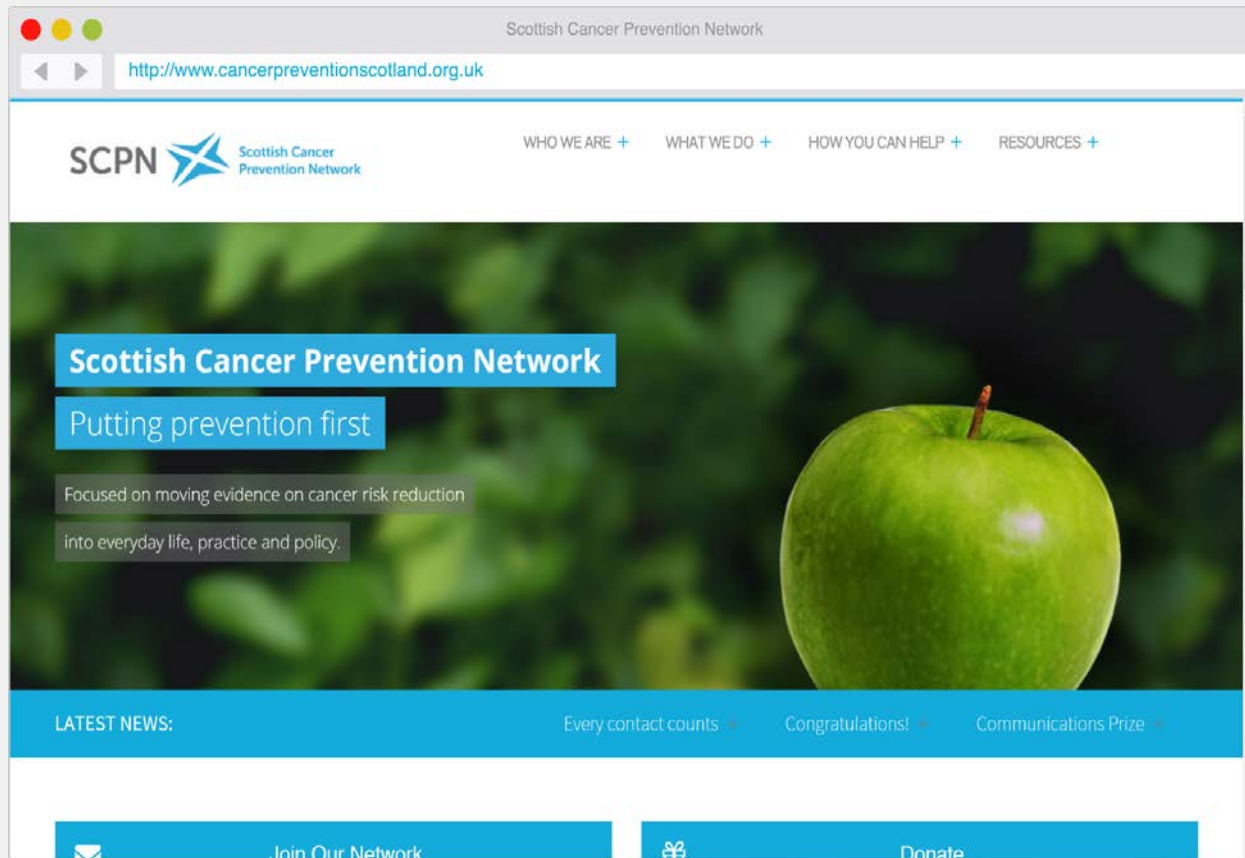 Scottish Cancer Prevention Network
http://www.cancerpreventionscotland.org.uk
SCPN
Scottish Cancer
Prevention Network
WHO WE ARE +
WHAT WE DO +
HOW YOU CAN HELP +
RESOURCES +
Scottish Cancer Prevention Network
Putting prevention first
Focused on moving evidence on cancer risk reduction
into everyday life, practice and policy.
LATEST NEWS:
Every contact counts +
Congratulations! +
Communications Prize +
Join Our Network
Donate